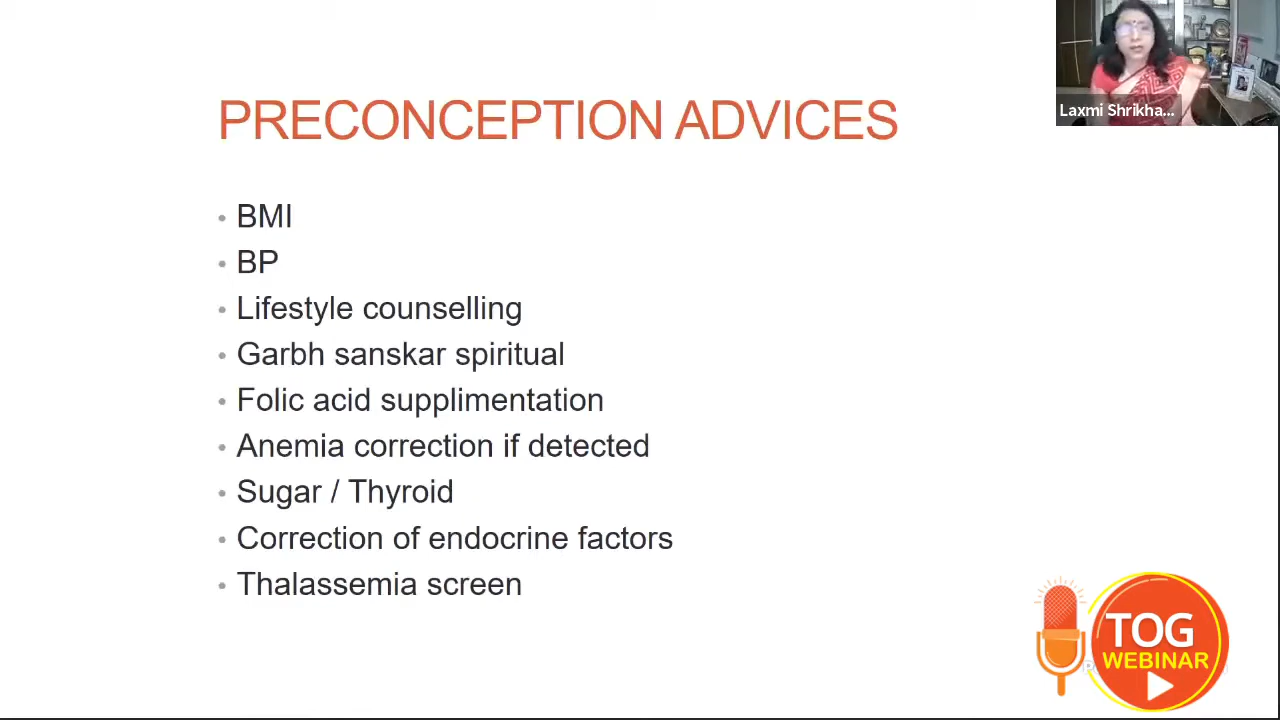 Laxmi Shrikha...
PRECONCEPTION ADVICES
• BMI
• BP
• Lifestyle counselling
• Garbh sanskar spiritual
• Folic acid supplimentation
• Anemia correction if detected
• Sugar / Thyroid
• Correction of endocrine factors
• Thalassemia screen
TOG
WEBINAR